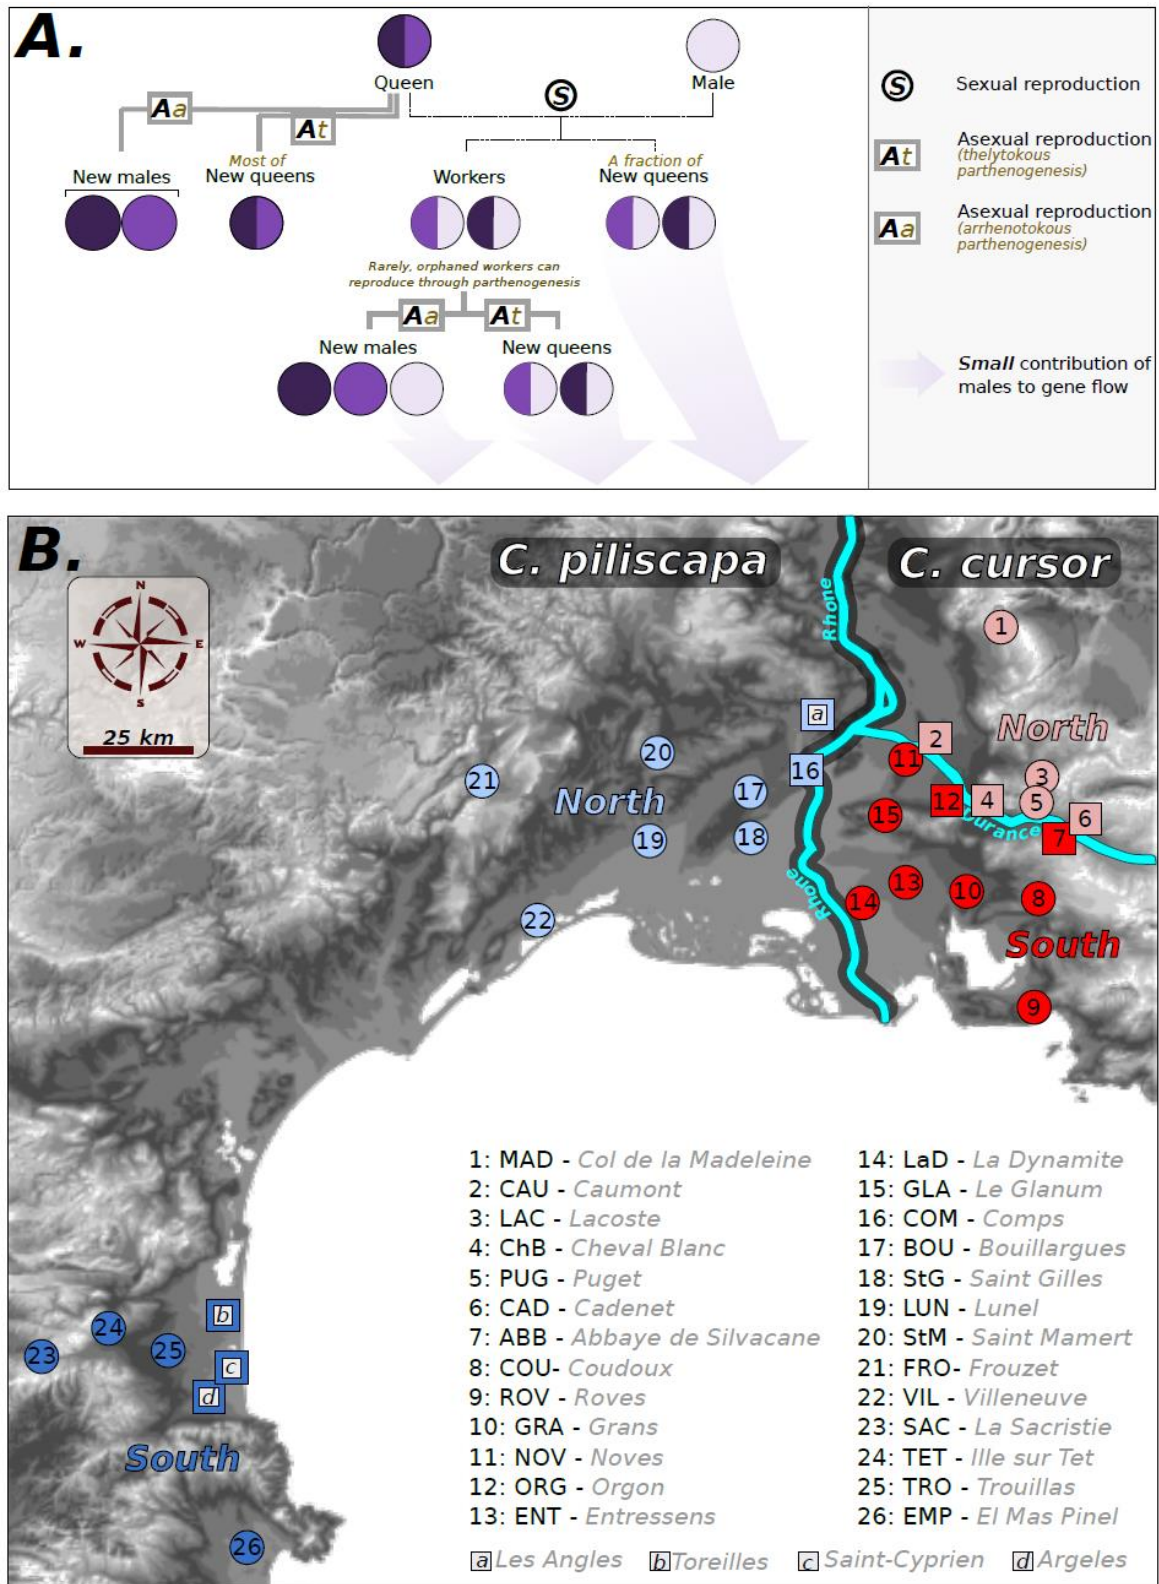 A.
Queen
Male
S
Sexual reproduction
Aa
At
At
Asexual reproduction
(thelytokous
parthenogenesis)
Most of
New queens
A fraction of
New queens
New males
Workers
Aa
Asexual reproduction
(arrhenotokous
parthenogenesis)
Rarely, orphaned workers can
reproduce through parthenogenesis
Aa
At
New males
New queens
Small contribution of
males to gene flow
B.
C. piliscapa
C. cursor
N
W
E
S
25 km
Rhone
1
a
North
2
20
11
16
3
21
17
12
4
5
North
15
6
19
18
Durance
7
Rhone
13
14
10
8
22
South
9
1: MAD - Col de la Madeleine
2: CAU - Caumont
3: LAC - Lacoste
4: ChB - Cheval Blanc
5: PUG - Puget
6: CAD - Cadenet
7: ABB - Abbaye de Silvacane
8: COU- Coudoux
9: ROV - Roves
10: GRA - Grans
11: NOV - Noves
12: ORG - Orgon
13: ENT - Entressens
14: LaD - La Dynamite
15: GLA - Le Glanum
16: COM - Comps
17: BOU - Bouillargues
18: StG - Saint Gilles
19: LUN - Lunel
20: StM - Saint Mamert
21: FRO- Frouzet
22: VIL - Villeneuve
23: SAC - La Sacristie
24: TET - Ille sur Tet
25: TRO - Trouillas
26: EMP - El Mas Pinel
b
24
23
25
c
d
South
26
a Les Angles
b Toreilles
c Saint-Cyprien
d Argeles